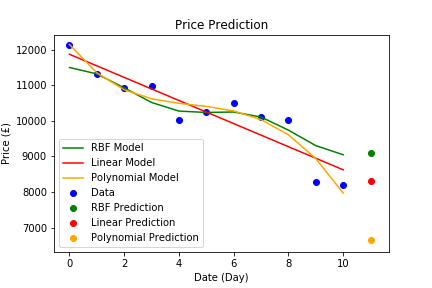 Price Prediction
12000
11000
10000
9000
8000
7000
Price (£)
RBF Model
Linear Model
Polynomial Model
Data
RBF Prediction
Linear Prediction
Polynomial Prediction
0 2 4 6 8 10
Date (Day)